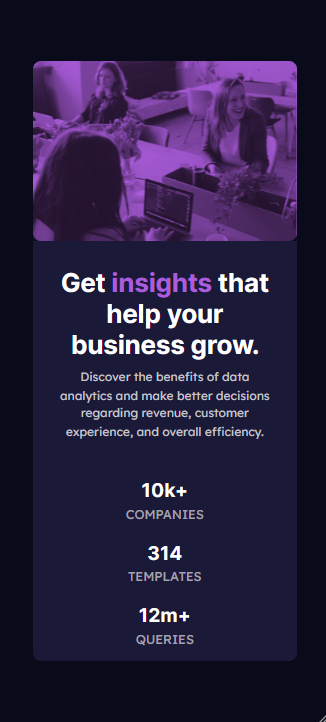 Get insights that
help your
business grow.
Discover the benefits of data
analytics and make better decisions
regarding revenue, customer
experience, and overall efficiency.
10k+
COMPANIES
314
TEMPLATES
12m+
QUERIES